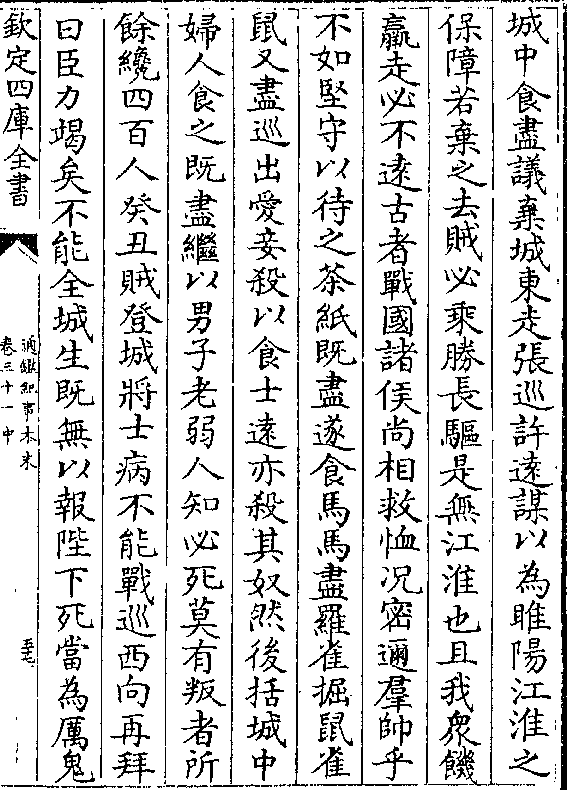 城中食盡議棄城東走張巡許遠謀以為睢陽江淮之
保障若棄之去賊必乘勝長驅是無江淮也且我衆饑
羸走必不逺古者戰國諸侯尚相救恤况密邇羣帥乎
不如堅守以待之茶紙既盡遂食馬馬盡羅雀掘鼠雀
鼠又盡巡出愛妾殺以食士遠亦殺其奴然後括城中
婦人食之既盡繼以男子老弱人知必死莫有叛者所
餘纔四百人癸丑賊登城將士病不能戰巡西向再拜
曰臣力竭矣不能全城生既無以報陛下死當為厲鬼
欽定四庫全書
通鑑紀事本末
卷三十一中